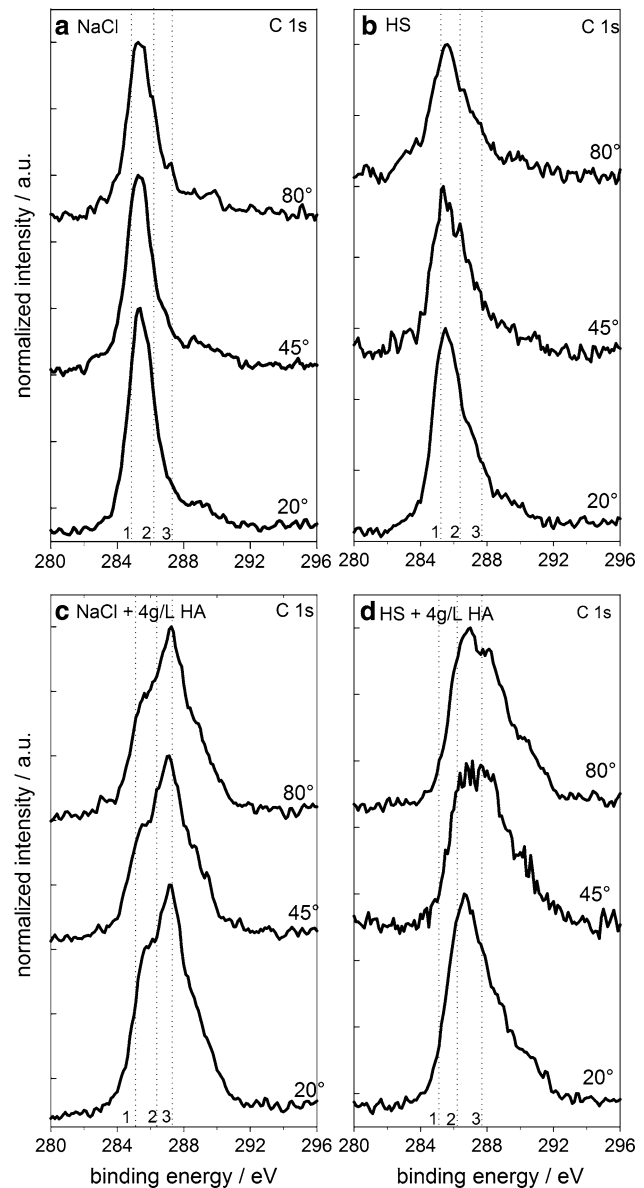 a NaCl C 1s
80°
45°
20°
1 2 3
280 284 288 292 296
normalized intensity / a.u.
b HS C 1s
80°
45°
20°
1 2 3
280 284 288 292 296
c NaCl + 4g/L HA C 1s
80°
45°
20°
1 2 3
280 284 288 292 296
binding energy / eV
normalized intensity / a.u.
d HS + 4g/L HA C 1s
80°
45°
20°
1 2 3
280 284 288 292 296
binding energy / eV